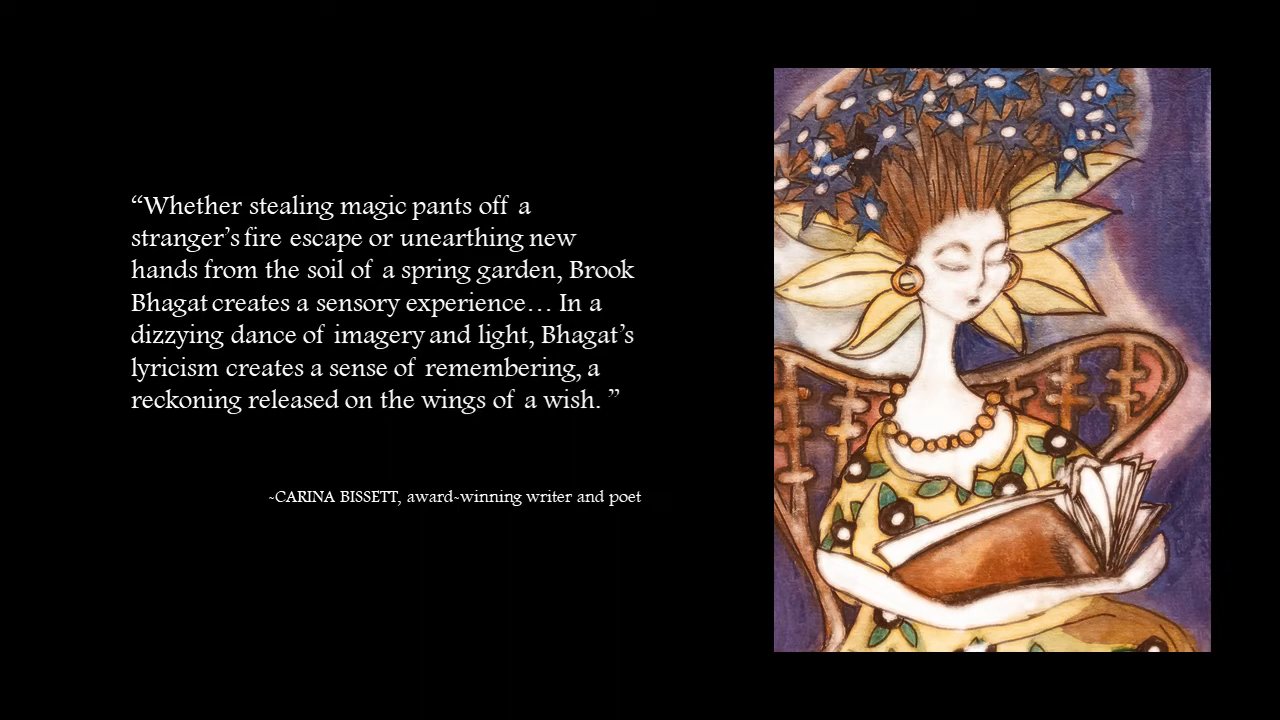 “Whether stealing magic pants off a
stranger’s fire escape or unearthing new
hands from the soil of a spring garden, Brook
Bhagat creates a sensory experience… In a
dizzying dance of imagery and light, Bhagat’s
lyricism creates a sense of remembering, a
reckoning released on the wings of a wish. ”
~CARINA BISSETT, award-winning writer and poet